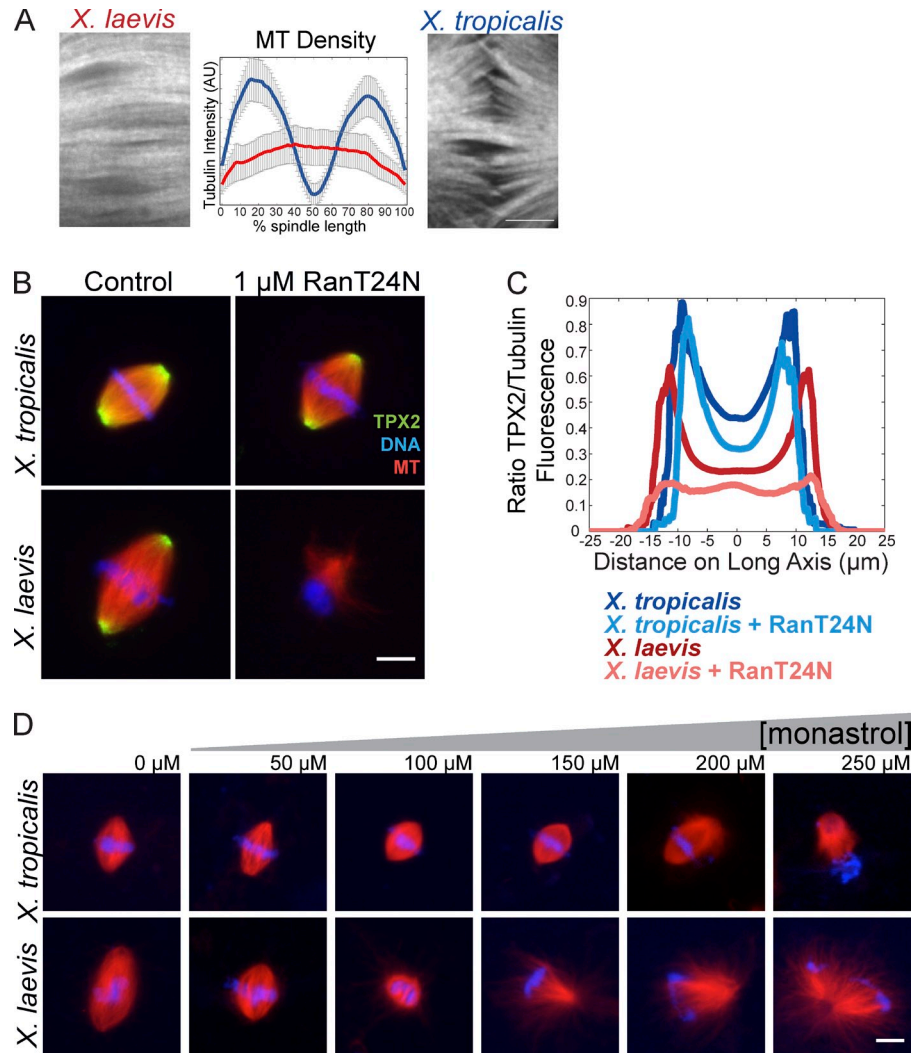 A
X. laevis
MT Density
X. tropicalis
Tubulin Intensity (AU)
0 10 20 30 40 50 60 70 80 90 100
% spindle length
B
Control
1 µM RanT24N
X. tropicalis
TPX2
DNA
MT
X. laevis
C
Ratio TPX2/Tubulin
Fluorescence
0.9
0.8
0.7
0.6
0.5
0.4
0.3
0.2
0.1
0
-25 -20 -15 -10 -5 0 5 10 15 20 25
Distance on Long Axis (µm)
X. tropicalis
X. tropicalis + RanT24N
X. laevis
X. laevis + RanT24N
D
[monastrol]
0 µM 50 µM 100 µM 150 µM 200 µM 250 µM
X. tropicalis
X. laevis